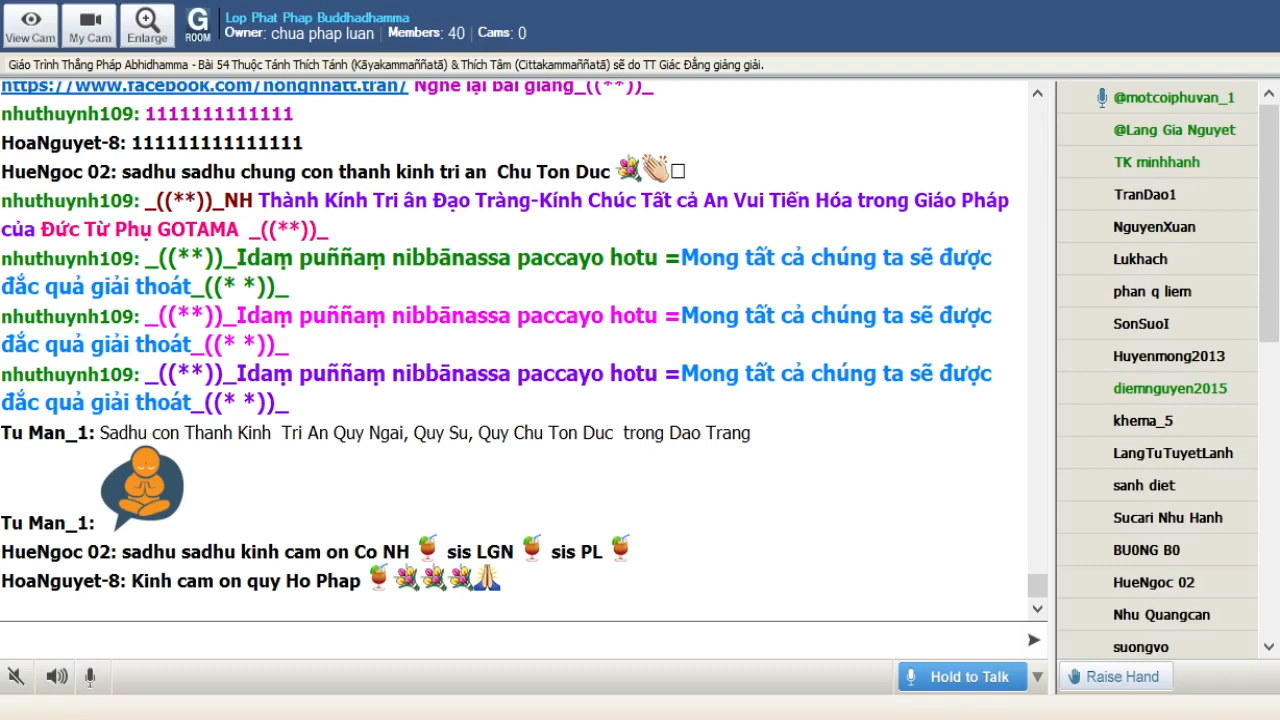 View Cam
My Cam
Enlarge
G
ROOM
Lop Phat Phap Buddhadhamma
Owner: chua phap luan | Members: 40 | Cams: 0
Giáo Trình Thắng Pháp Abhidhamma - Bài 54 Thuộc Tánh Thích Tánh (Kāyakammaññatā) & Thích Tâm (Cittakammaññatā) sẽ do TT Giác Đẳng giảng giải.
https://www.facebook.com/nongnhatt.tran/ Nghe lại bài giảng_((**))_
nhuthuynh109: 1111111111111
HoaNguyet-8: 111111111111111
HueNgoc 02: sadhu sadhu chung con thanh kinh tri an Chu Ton Duc
nhuthuynh109: _((**))_NH Thành Kính Tri ân Đạo Tràng-Kính Chúc Tất cả An Vui Tiến Hóa trong Giáo Pháp
của Đức Từ Phụ GOTAMA _((**))_
nhuthuynh109: _((**))_Idaṃ puññaṃ nibbānassa paccayo hotu =Mong tất cả chúng ta sẽ được
đắc quả giải thoát_((* *))_
nhuthuynh109: _((**))_Idaṃ puññaṃ nibbānassa paccayo hotu =Mong tất cả chúng ta sẽ được
đắc quả giải thoát_((* *))_
nhuthuynh109: _((**))_Idaṃ puññaṃ nibbānassa paccayo hotu =Mong tất cả chúng ta sẽ được
đắc quả giải thoát_((* *))_
Tu Man_1: Sadhu con Thanh Kinh Tri An Quy Ngai, Quy Su, Quy Chu Ton Duc trong Dao Trang
Tu Man_1:
HueNgoc 02: sadhu sadhu kinh cam on Co NH sis LGN sis PL
HoaNguyet-8: Kinh cam on quy Ho Phap
Hold to Talk
@motcoiphuvan_1
@Lang Gia Nguyet
TK minhhanh
TranDao1
NguyenXuan
Lukhach
phan q liem
SonSuoI
Huyenmong2013
diemnguyen2015
khema_5
LangTuTuyetLanh
sanh diet
Sucari Nhu Hanh
BU0NG B0
HueNgoc 02
Nhu Quangcan
suongvo
Raise Hand